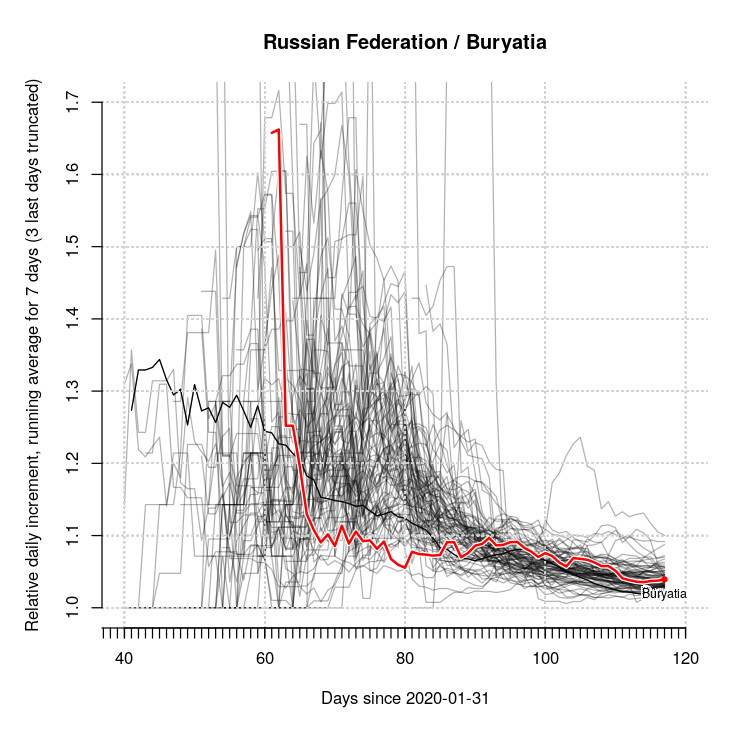 Russian Federation / Buryatia
Relative daily increment, running average for 7 days (3 last days truncated)
1.7
1.6
1.5
1.4
1.3
1.2
1.1
1.0
Buryatia
40 60 80 100 120
Days since 2020-01-31